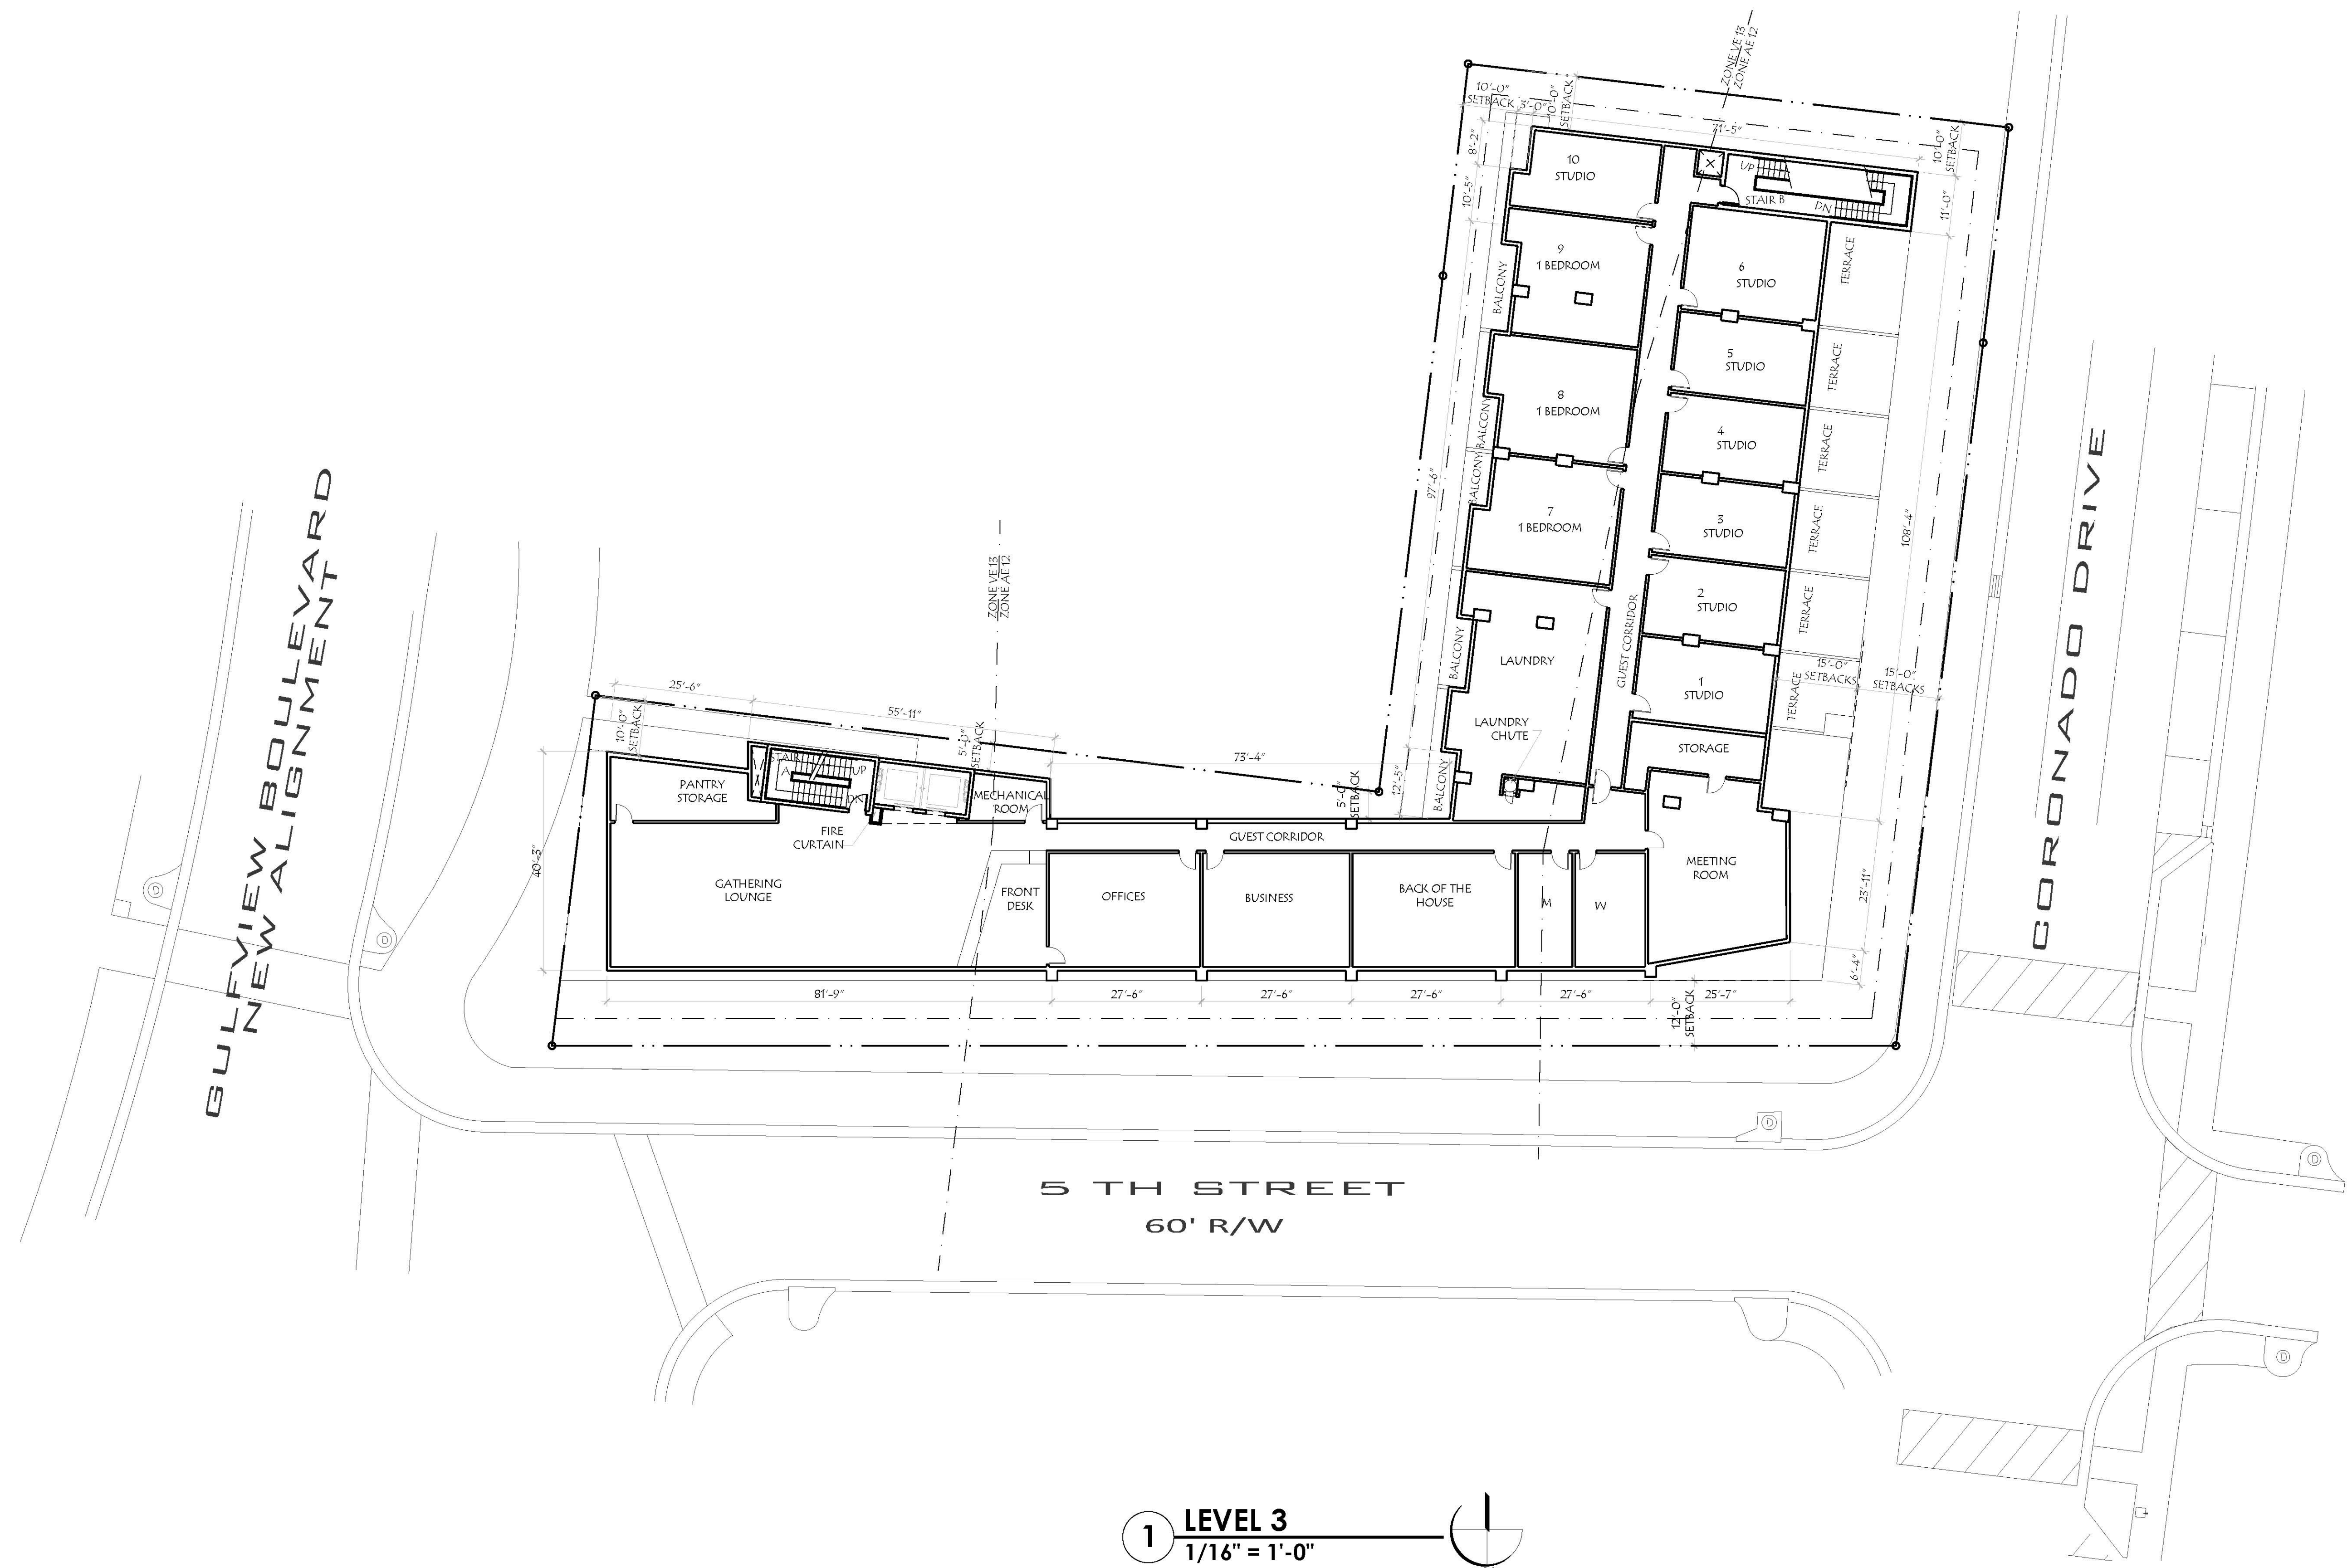 ZONE VE 13
ZONE AE 12
10'-0"
SETBACK
3'-0"
10'-0"
SETBACK
71'-5"
10'-0"
SETBACK
8'-2"
10'-5"
11'-0"
10
STUDIO
UP
STAIR B
DN
9
1 BEDROOM
BALCONY
6
STUDIO
TERRACE
5
STUDIO
TERRACE
8
1 BEDROOM
BALCONY
4
STUDIO
TERRACE
97'-6"
BALCONY
7
1 BEDROOM
3
STUDIO
TERRACE
108'-4"
2
STUDIO
TERRACE
GUEST CORRIDOR
BALCONY
LAUNDRY
1
STUDIO
TERRACE
15'-0"
SETBACKS
15'-0"
SETBACKS
LAUNDRY
CHUTE
STORAGE
BALCONY
12'-5"
5'-0"
SETBACK
73'-4"
CORONADO DRIVE
GULFVIEW BOULEVARD
NEW ALIGNMENT
ZONE VE 13
ZONE AE 12
25'-6"
55'-11"
10'-0"
SETBACK
5'-0"
SETBACK
40'-3"
PANTRY
STORAGE
STAIR
A
UP
DN
MECHANICAL
ROOM
FIRE
CURTAIN
GUEST CORRIDOR
GATHERING
LOUNGE
FRONT
DESK
OFFICES
BUSINESS
BACK OF THE
HOUSE
M
W
MEETING
ROOM
23'-11"
6'-4"
81'-9"
27'-6"
27'-6"
27'-6"
27'-6"
25'-7"
12'-0"
SETBACK
D
D
D
D
D
5 TH STREET
60' R/W
1
LEVEL 3
1/16" = 1'-0"